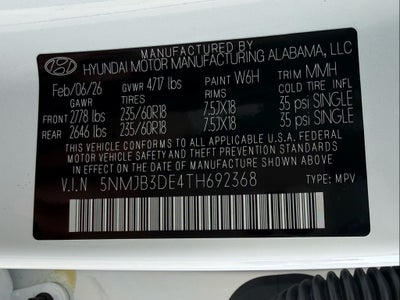 MANUFACTURED BY
HYUNDAI MOTOR MANUFACTURING ALABAMA, LLC
Feb/06/26 GVWR 4717 lbs PAINT W6H TRIM MMH
GAWR TIRES RIMS COLD TIRE INFL.
FRONT 2778 lbs 235/60R18 7.5JX18 35 psi SINGLE
REAR 2646 lbs 235/60R18 7.5JX18 35 psi SINGLE
THIS VEHICLE CONFORMS TO ALL APPLICABLE U.S.A FEDERAL
MOTOR VEHICLE SAFETY AND THEFT PREVENTION STANDARDS
IN EFFECT ON THE DATE OF MANUFACTURE SHOWN ABOVE.
V.I.N 5NMJB3DE4TH692368 TYPE: MPV